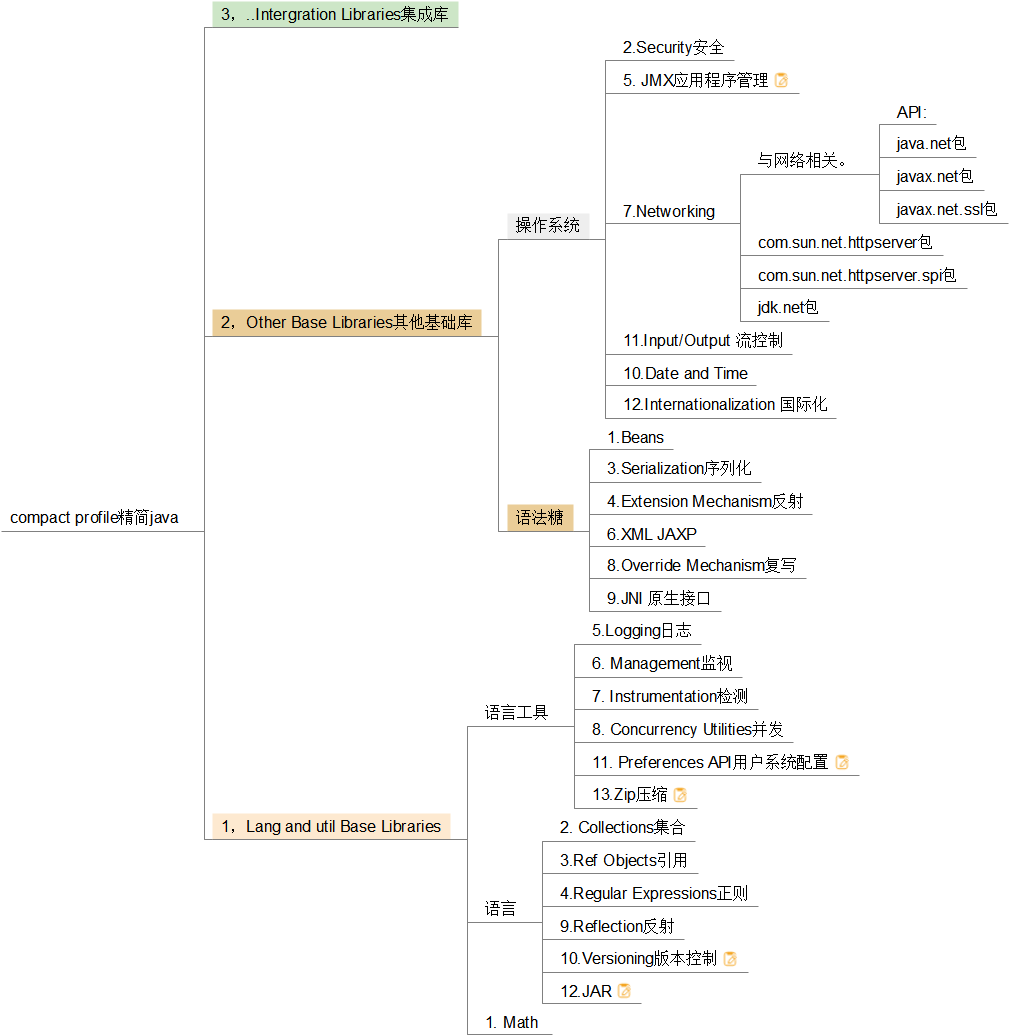 3，..Intergration Libraries集成库
2.Security安全
5. JMX应用程序管理
API:
java.net包
与网络相关。
javax.net包
javax.net.ssl包
7.Networking
操作系统
com.sun.net.httpserver包
com.sun.net.httpserver.spi包
jdk.net包
2，Other Base Libraries其他基础库
11.Input/Output 流控制
10.Date and Time
12.Internationalization 国际化
1.Beans
3.Serialization序列化
4.Extension Mechanism反射
compact profile精简java
语法糖
6.XML JAXP
8.Override Mechanism复写
9.JNI 原生接口
5.Logging日志
6. Management监视
7. Instrumentation检测
语言工具
8. Concurrency Utilities并发
11. Preferences API用户系统配置
13.Zip压缩
1，Lang and util Base Libraries
2. Collections集合
3.Ref Objects引用
4.Regular Expressions正则
语言
9.Reflection反射
10.Versioning版本控制
12.JAR
1. Math